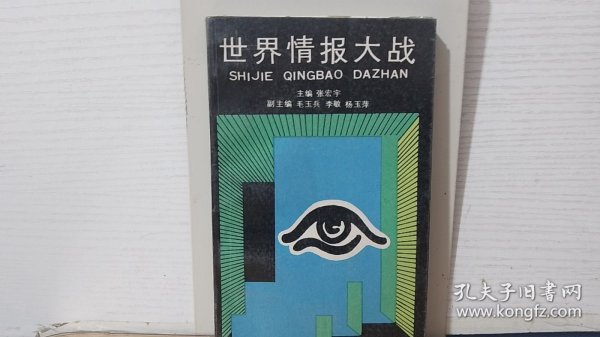 世界情报大战
SHIJIE QINGBAO DAZHAN
主编 张宏宇
副主编 毛玉兵 李敏 杨玉萍
孔夫子旧书网
kongfz.com